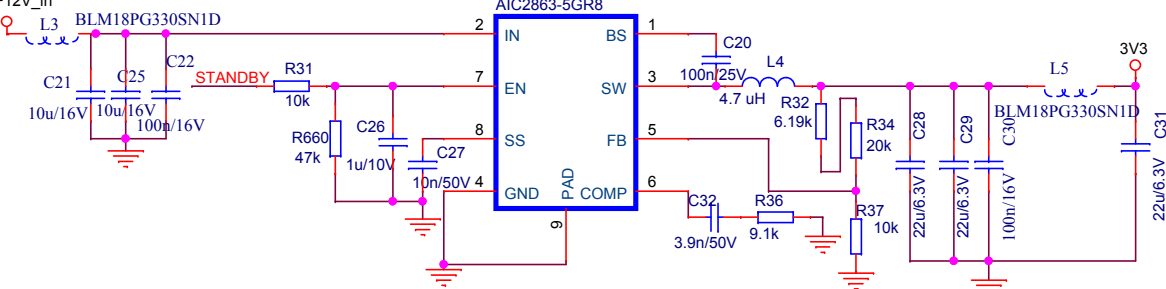 +12V_in
L3
BLM18PG330SN1D
C21
10u/16V
C25
10u/16V
C22
100n/16V
STANDBY
R31
10k
R660
47k
C26
1u/10V
C27
10n/50V
AIC2863-5GR8
2
IN
7
EN
8
SS
4
GND
PAD
9
BS
1
SW
3
FB
5
COMP
6
C20
100n/25V
L4
4.7 uH
R32
6.19k
R34
20k
R37
10k
C32
3.9n/50V
R36
9.1k
C28
22u/6.3V
C29
22u/6.3V
C30
100n/16V
L5
BLM18PG330SN1D
3V3
C31
22u/6.3V